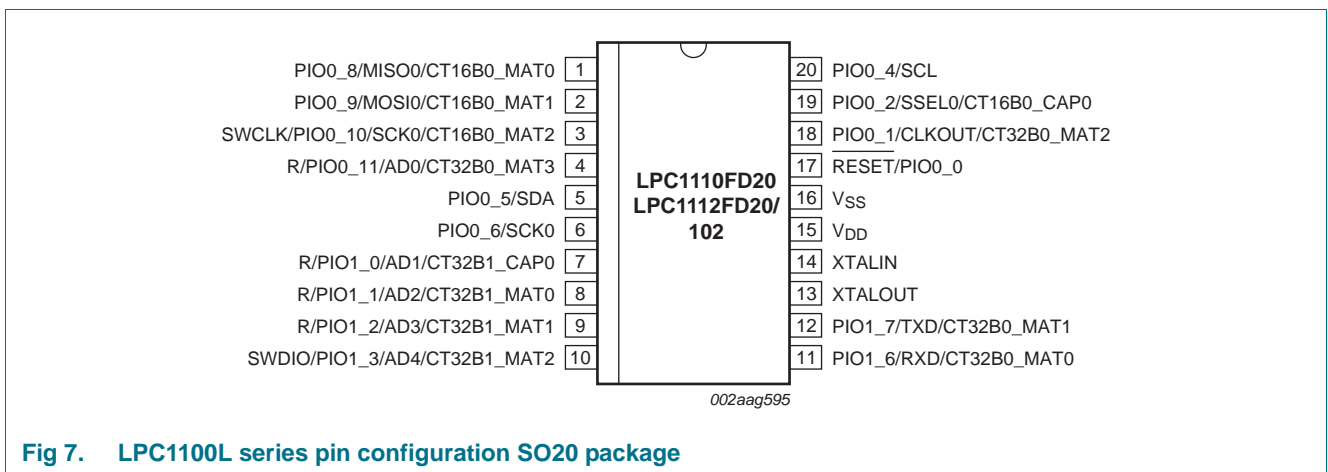 PIO0_8/MISO0/CT16B0_MAT0 1
PIO0_9/MOSI0/CT16B0_MAT1 2
SWCLK/PIO0_10/SCK0/CT16B0_MAT2 3
R/PIO0_11/AD0/CT32B0_MAT3 4
PIO0_5/SDA 5
PIO0_6/SCK0 6
R/PIO1_0/AD1/CT32B1_CAP0 7
R/PIO1_1/AD2/CT32B1_MAT0 8
R/PIO1_2/AD3/CT32B1_MAT1 9
SWDIO/PIO1_3/AD4/CT32B1_MAT2 10
LPC1110FD20
LPC1112FD20/
102
20 PIO0_4/SCL
19 PIO0_2/SSEL0/CT16B0_CAP0
18 PIO0_1/CLKOUT/CT32B0_MAT2
17 RESET/PIO0_0
16 VSS
15 VDD
14 XTALIN
13 XTALOUT
12 PIO1_7/TXD/CT32B0_MAT1
11 PIO1_6/RXD/CT32B0_MAT0
002aag595
Fig 7. LPC1100L series pin configuration SO20 package